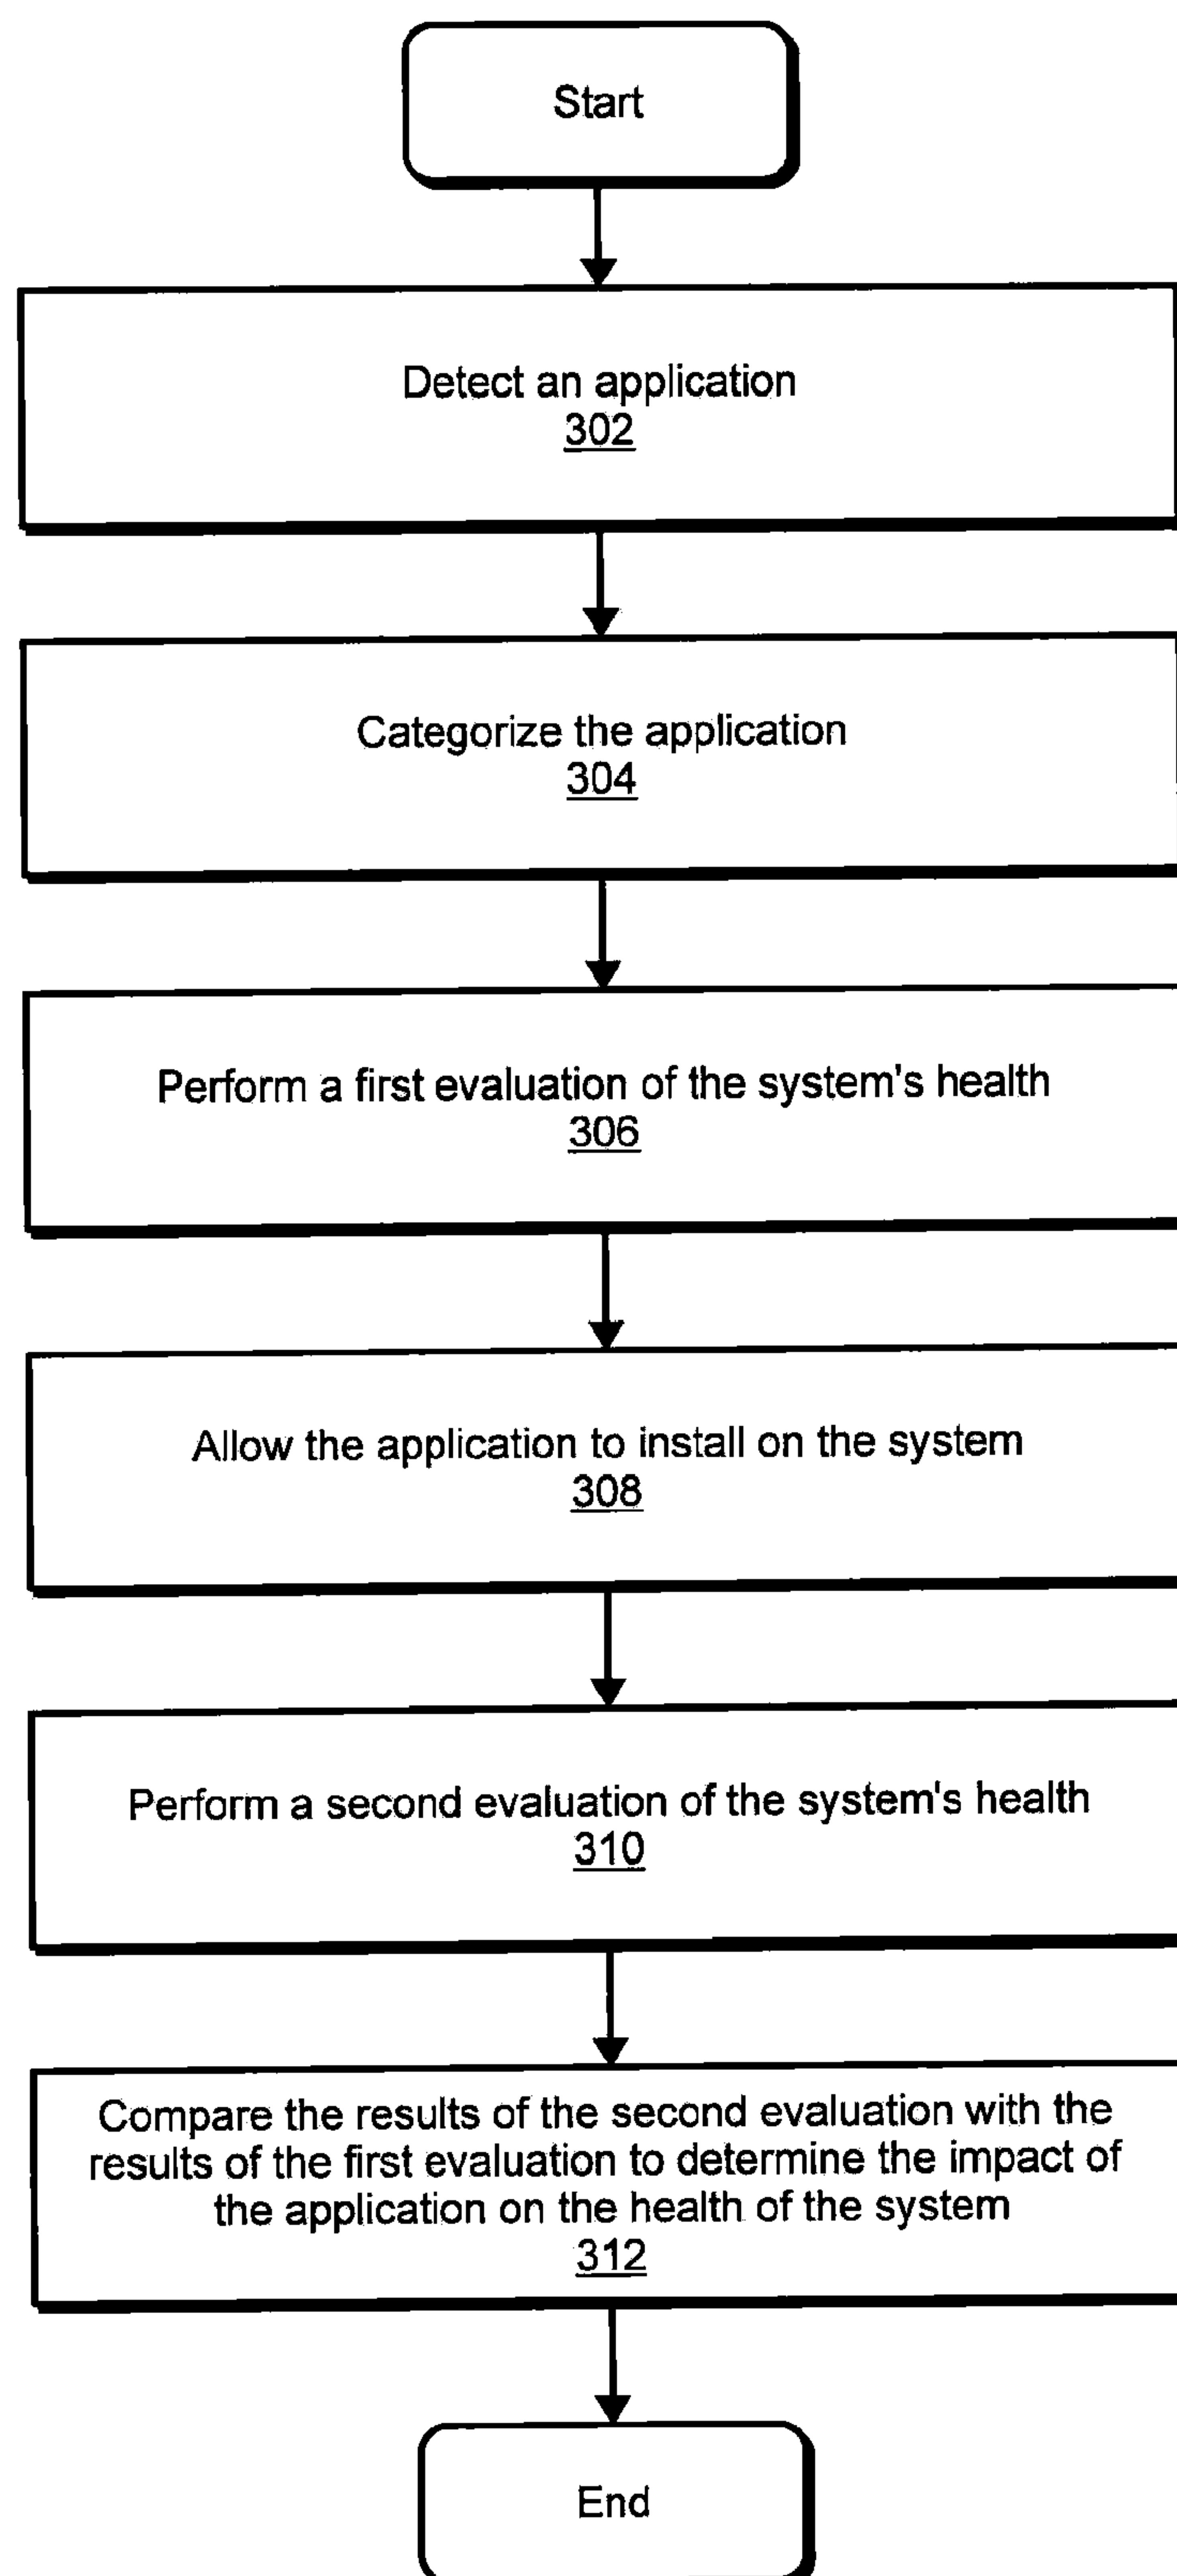 Start
Detect an application
302
Categorize the application
304
Perform a first evaluation of the system's health
306
Allow the application to install on the system
308
Perform a second evaluation of the system's health
310
Compare the results of the second evaluation with the
results of the first evaluation to determine the impact of
the application on the health of the system
312
End